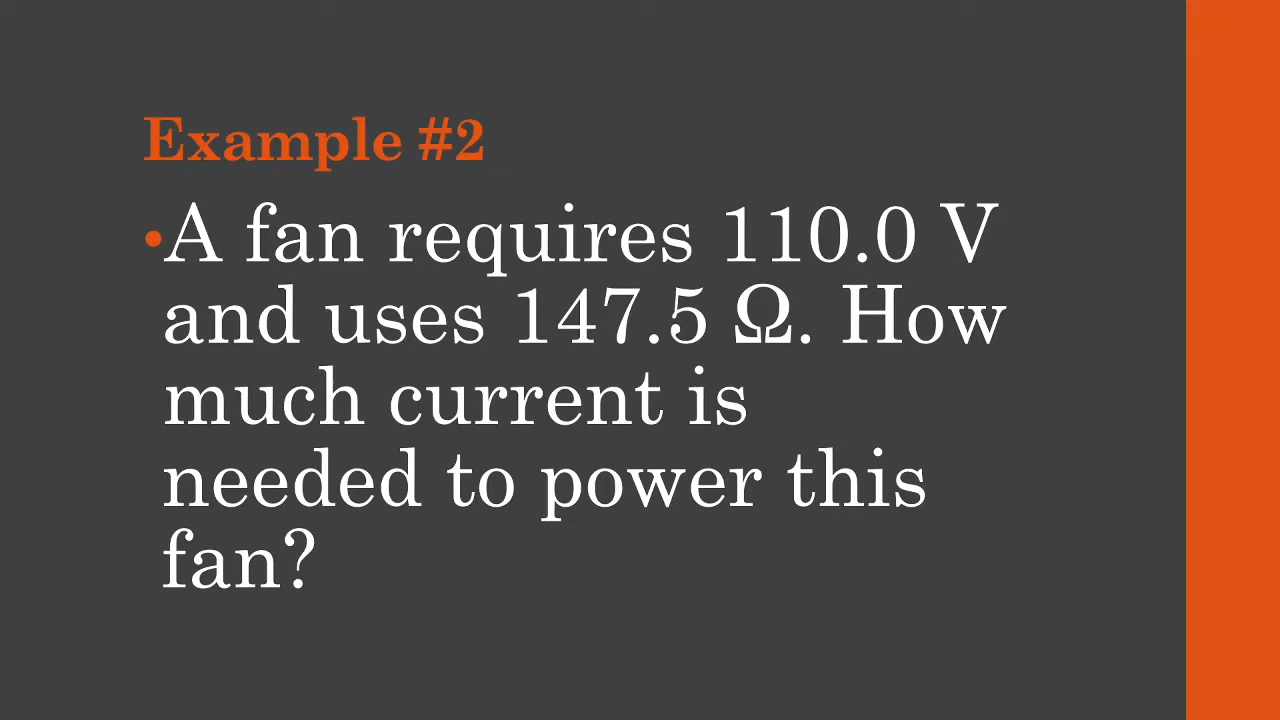 Example #2
•A fan requires 110.0 V
and uses 147.5 Ω. How
much current is
needed to power this
fan?